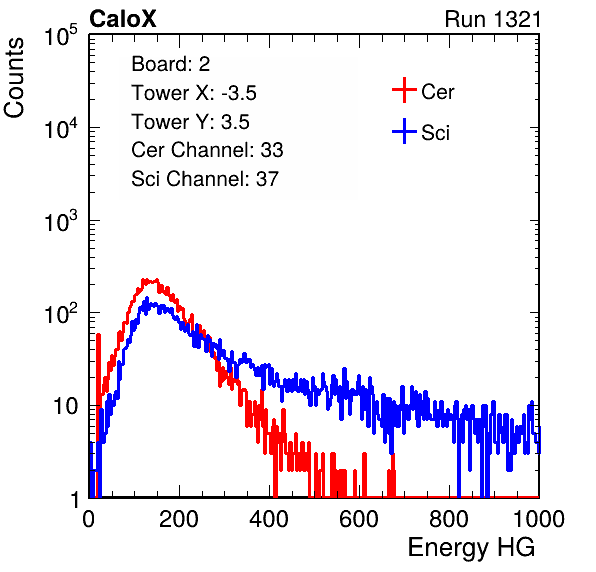 CaloX Run 1321
Counts
10^5
10^4
10^3
10^2
10
1
Board: 2
Tower X: -3.5
Tower Y: 3.5
Cer Channel: 33
Sci Channel: 37
Cer
Sci
0 200 400 600 800 1000
Energy HG